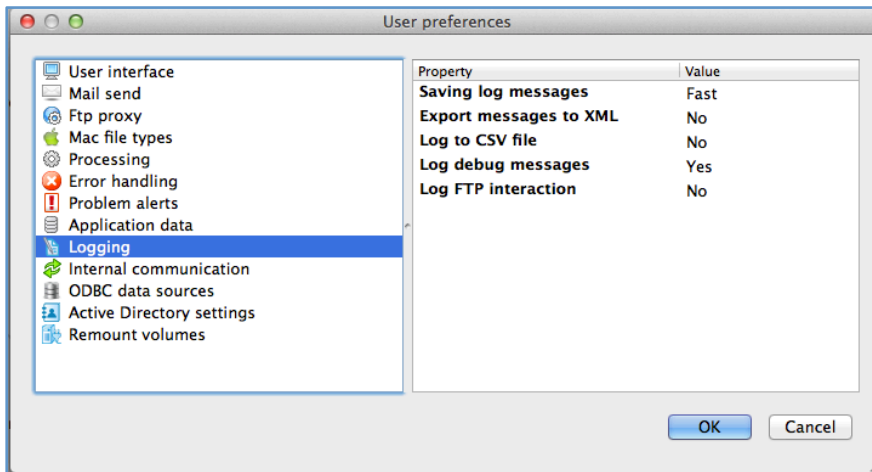 User preferences
User interface
Mail send
Ftp proxy
Mac file types
Processing
Error handling
Problem alerts
Application data
Logging
Internal communication
ODBC data sources
Active Directory settings
Remount volumes
Property Value
Saving log messages Fast
Export messages to XML No
Log to CSV file No
Log debug messages Yes
Log FTP interaction No
OK Cancel